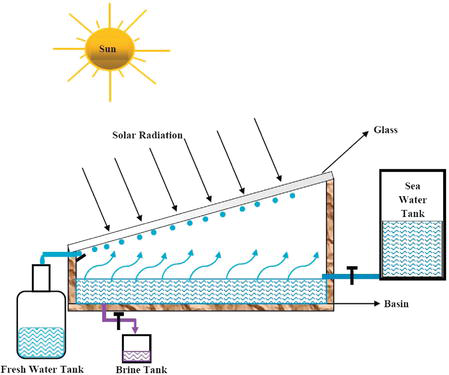 Sun
Solar Radiation
Glass
Sea
Water
Tank
Basin
Fresh Water Tank
Brine Tank